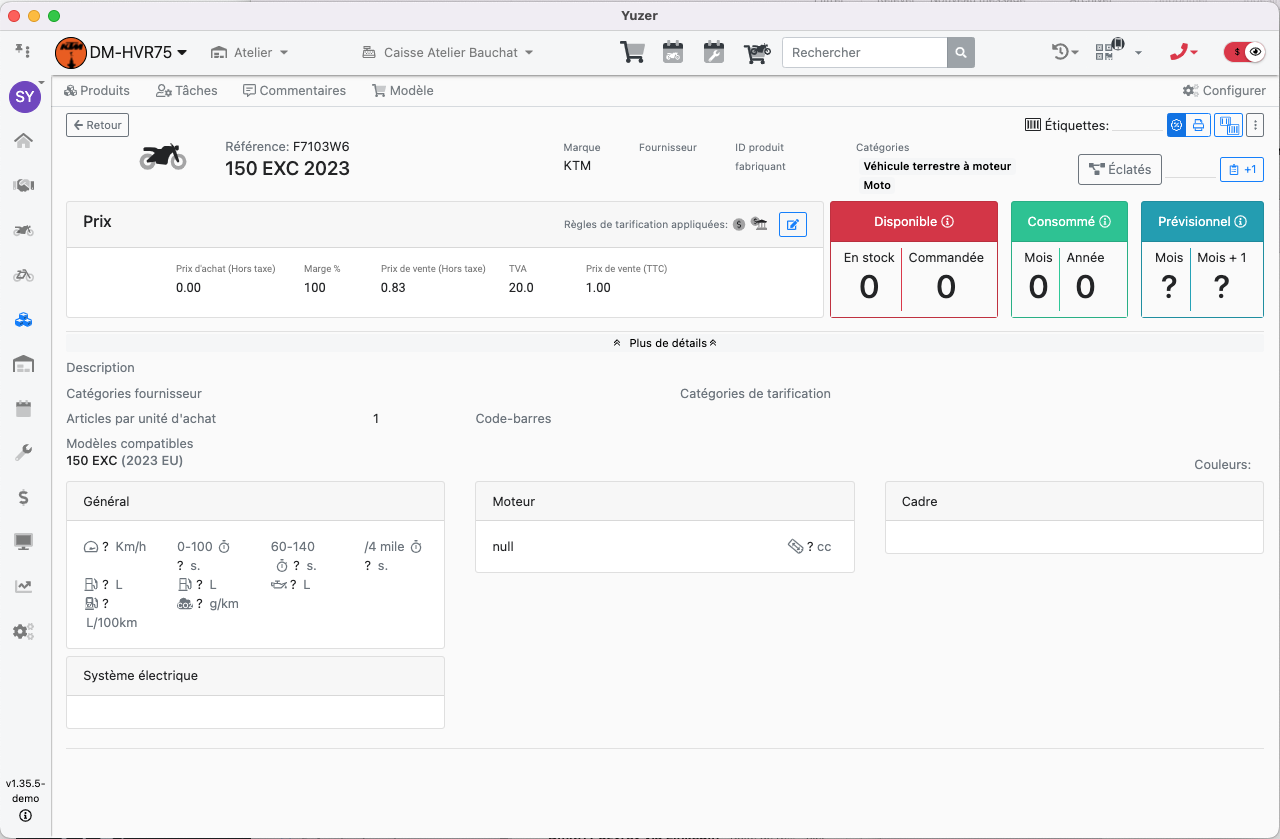 Yuzer
KTM DM-HVR75 Atelier Caisse Atelier Bauchat Rechercher $
SY Produits Tâches Commentaires Modèle Configurer
Retour Étiquettes:
Référence: F7103W6 Marque Fournisseur ID produit Catégories
150 EXC 2023 KTM fabriquant Véhicule terrestre à moteur Éclatés +1
Moto
Prix Règles de tarification appliquées: $ Disponible Consommé Prévisionnel
En stock Commandée Mois Année Mois Mois + 1
Prix d'achat (Hors taxe) Marge % Prix de vente (Hors taxe) TVA Prix de vente (TTC)
0.00 100 0.83 20.0 1.00 0 0 0 0 ? ?
Plus de détails
Description
Catégories fournisseur Catégories de tarification
Articles par unité d'achat 1 Code-barres
Modèles compatibles
150 EXC (2023 EU) Couleurs:
Général Moteur Cadre
? Km/h 0-100 60-140 /4 mile null ? cc
? s. ? s. ? s.
? L ? L ? L
? CO2 ? g/km
L/100km
Système électrique
v1.35.5-
demo